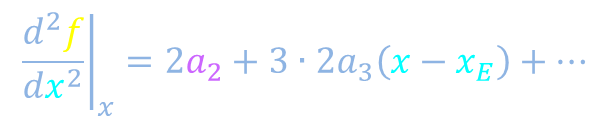 d²f/dx²|ₓ = 2a₂ + 3 · 2a₃(x − x_E) + ⋯